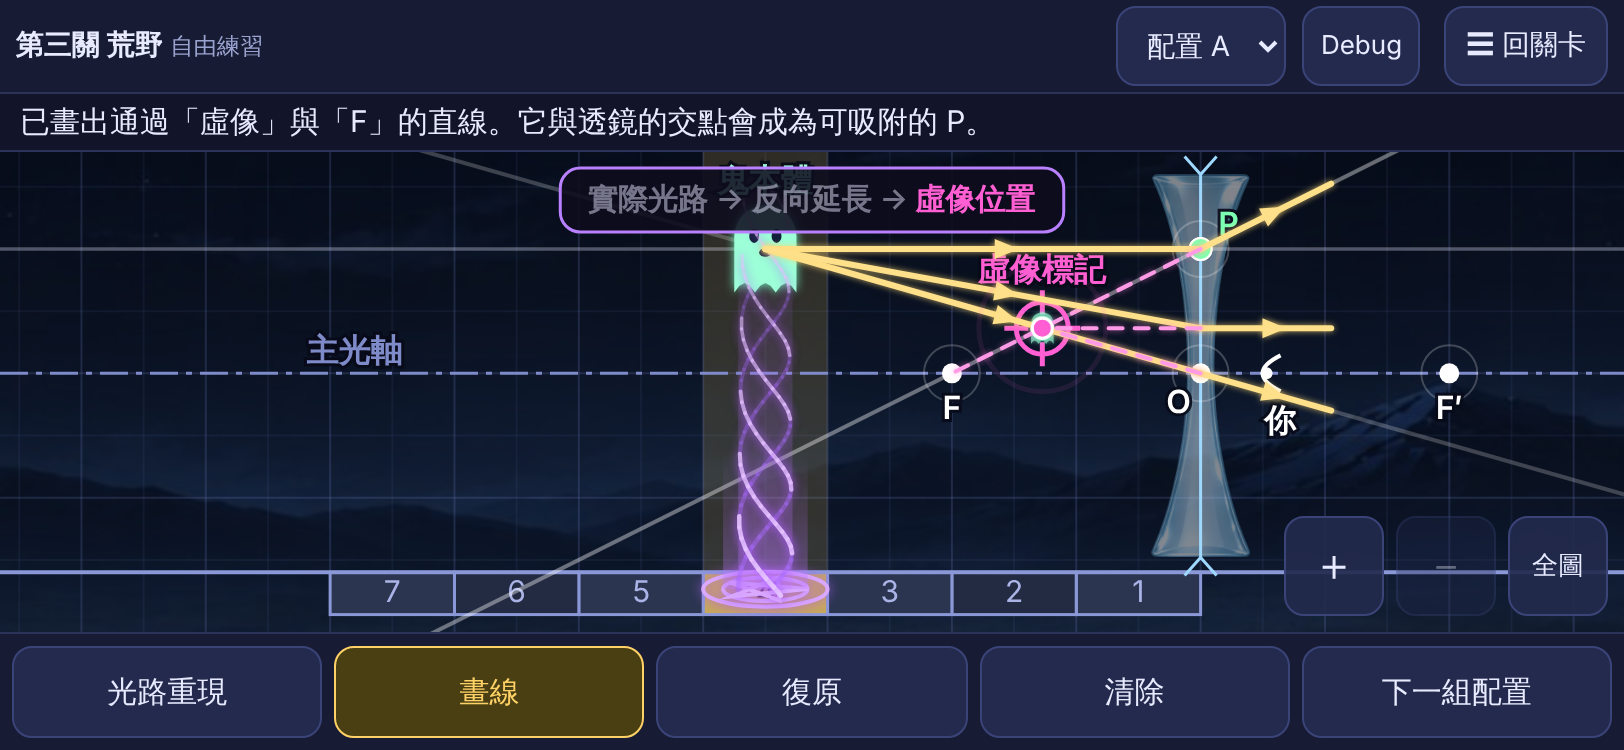 第三關 荒野 自由練習
配置 A
Debug
☰ 回關卡
已畫出通過「虛像」與「F」的直線。它與透鏡的交點會成為可吸附的 P。
鬼本體
實際光路 → 反向延長 → 虛像位置
P
虛像標記
主光軸
F
O
你
F′
7 6 5 3 2 1
+
−
全圖
光路重現
畫線
復原
清除
下一組配置